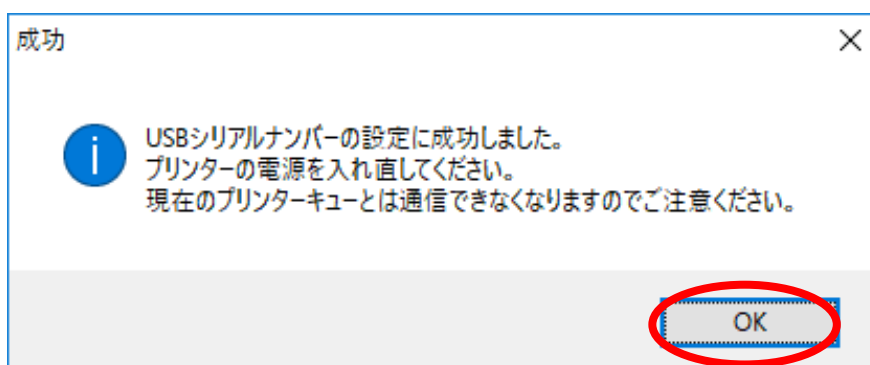 成功
USBシリアルナンバーの設定に成功しました。
プリンターの電源を入れ直してください。
現在のプリンターキューとは通信できなくなりますのでご注意ください。
OK